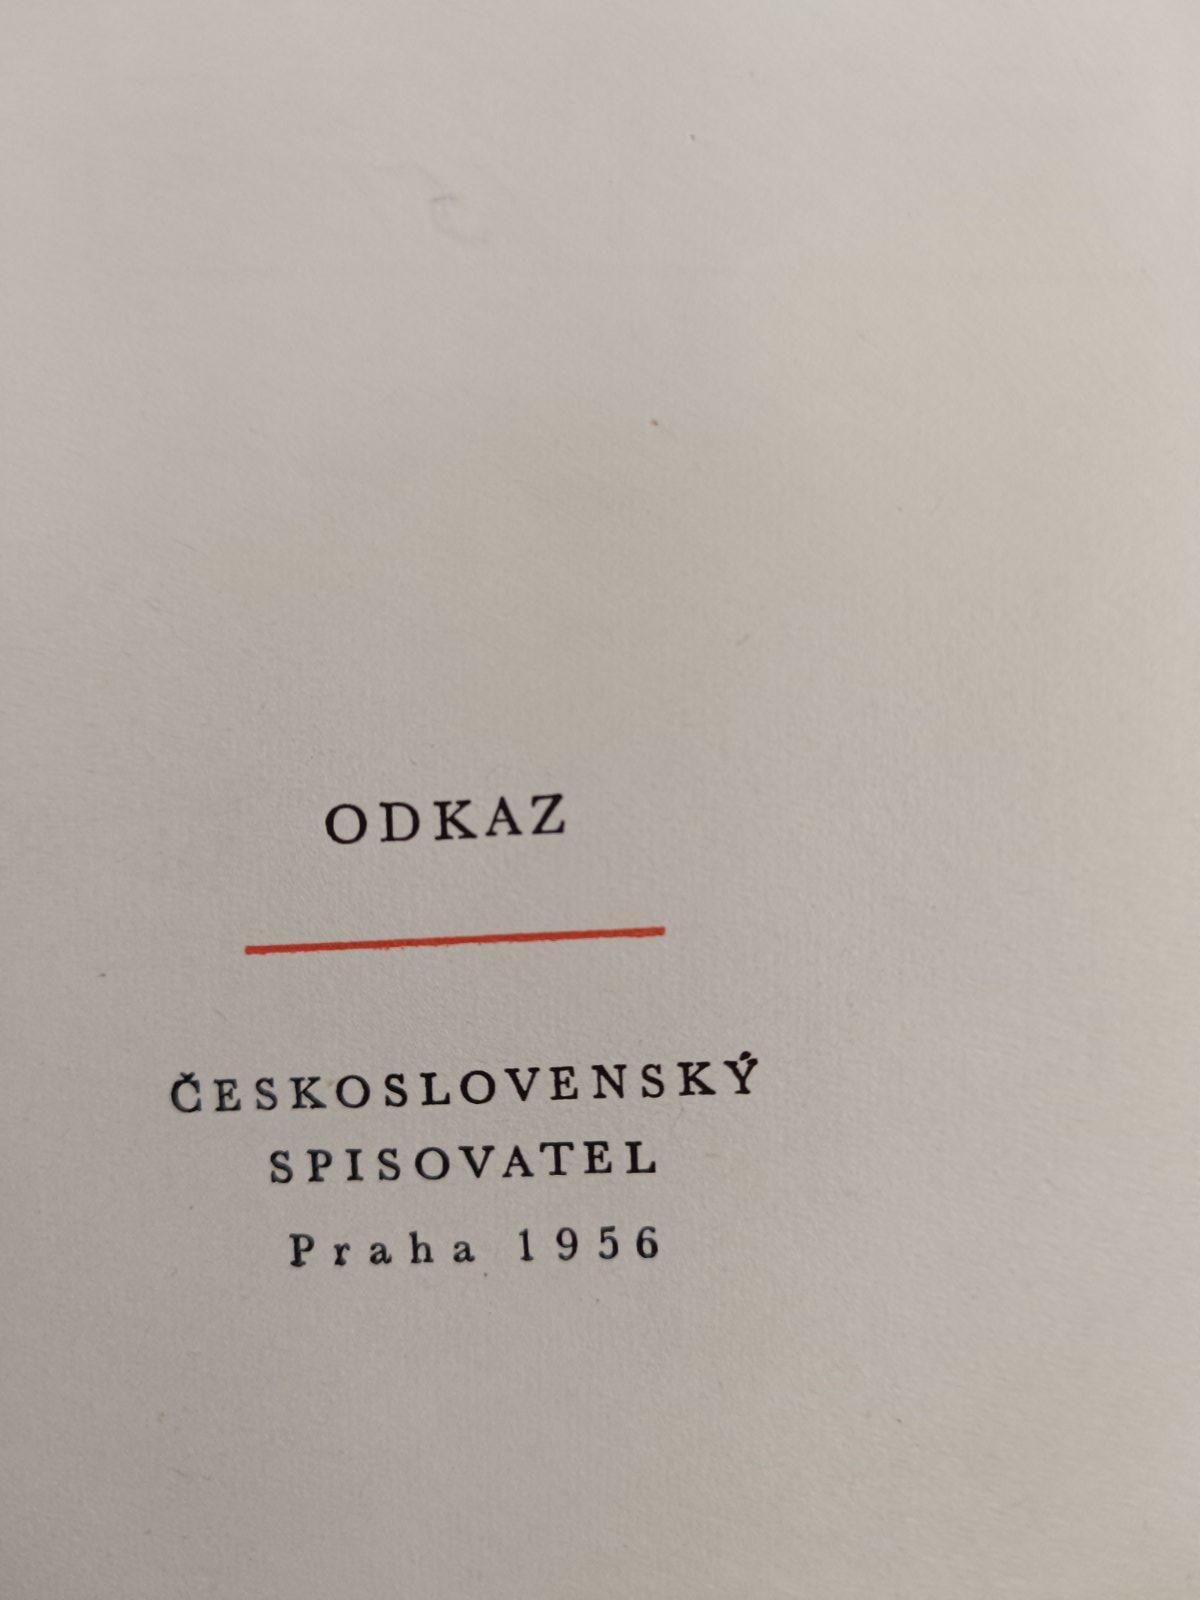 ODKAZ
ČESKOSLOVENSKÝ
SPISOVATEL
Praha 1956